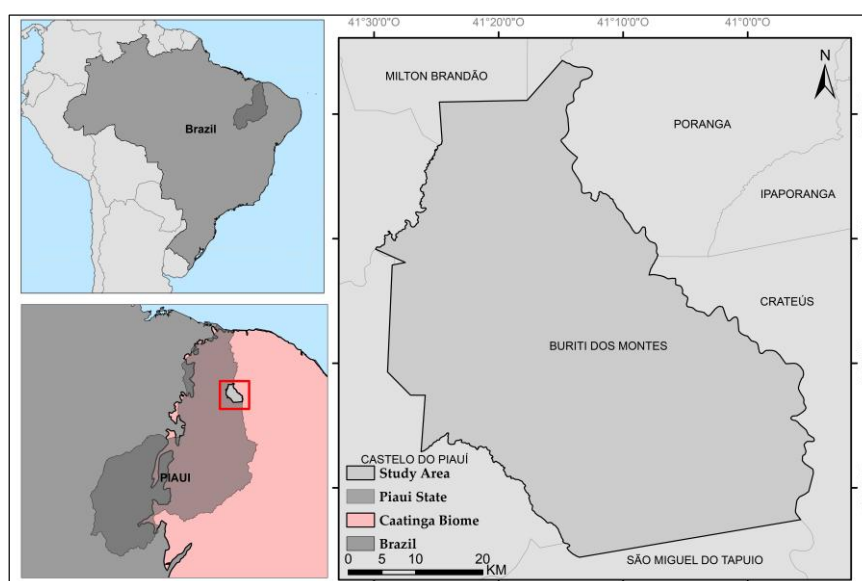 Brazil
PIAUI
41°30'0"O 41°20'0"O 41°10'0"O 41°0'0"O
N
MILTON BRANDÃO
PORANGA
IPAPORANGA
CRATEÚS
BURITI DOS MONTES
CASTELO DO PIAUÍ
Study Area
Piaui State
Caatinga Biome
Brazil
0 5 10 20
KM
SÃO MIGUEL DO TAPUIO